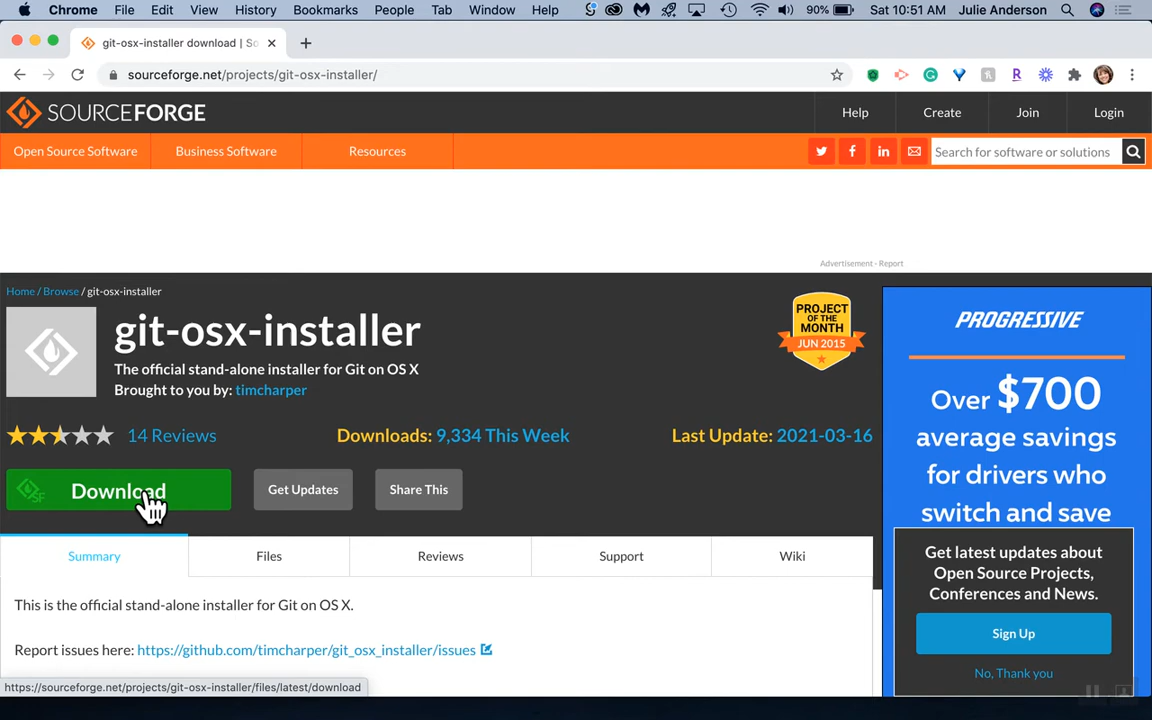 Chrome File Edit View History Bookmarks People Tab Window Help 90% Sat 10:51 AM Julie Anderson
git-osx-installer download | So
sourceforge.net/projects/git-osx-installer/
SOURCEFORGE Help Create Join Login
Open Source Software Business Software Resources Search for software or solutions
Advertisement - Report
Home / Browse / git-osx-installer
git-osx-installer
The official stand-alone installer for Git on OS X
Brought to you by: timcharper
PROJECT
OF THE
MONTH
JUN 2015
14 Reviews Downloads: 9,334 This Week Last Update: 2021-03-16
SF Download Get Updates Share This
Summary Files Reviews Support Wiki
This is the official stand-alone installer for Git on OS X.
Report issues here: https://github.com/timcharper/git_osx_installer/issues
https://sourceforge.net/projects/git-osx-installer/files/latest/download
PROGRESSIVE
Over $700
average savings
for drivers who
switch and save
Get latest updates about
Open Source Projects,
Conferences and News.
Sign Up
No, Thank you